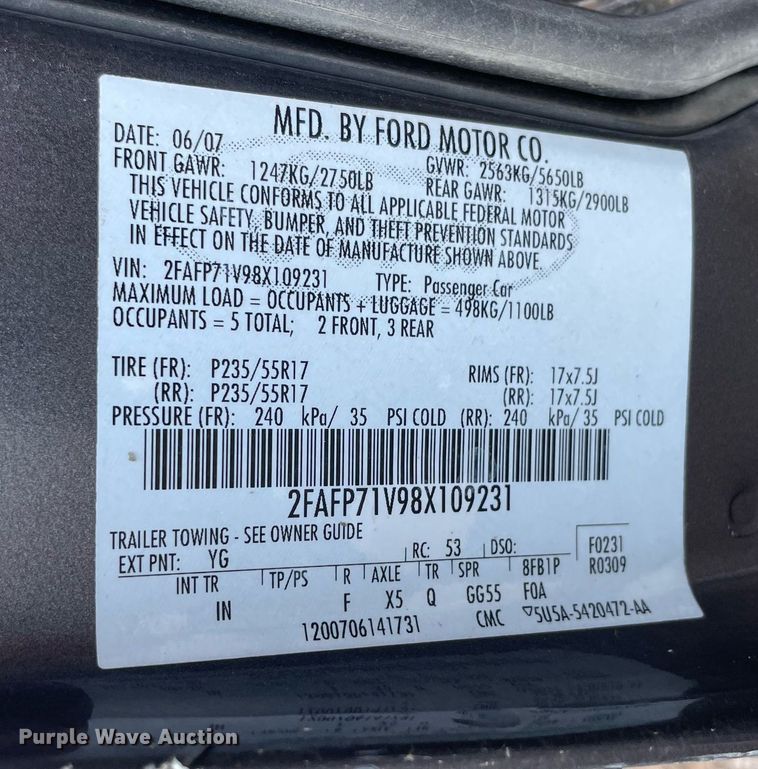 MFD. BY FORD MOTOR CO.
DATE: 06/07 GVWR: 2563KG/5650LB
FRONT GAWR: 1247KG/2750LB REAR GAWR: 1315KG/2900LB
THIS VEHICLE CONFORMS TO ALL APPLICABLE FEDERAL MOTOR
VEHICLE SAFETY, BUMPER, AND THEFT PREVENTION STANDARDS
IN EFFECT ON THE DATE OF MANUFACTURE SHOWN ABOVE.
VIN: 2FAFP71V98X109231 TYPE: Passenger Car
MAXIMUM LOAD = OCCUPANTS + LUGGAGE = 498KG/1100LB
OCCUPANTS = 5 TOTAL; 2 FRONT, 3 REAR
TIRE (FR): P235/55R17 RIMS (FR): 17x7.5J
(RR): P235/55R17 (RR): 17x7.5J
PRESSURE (FR): 240 kPa/ 35 PSI COLD (RR): 240 kPa/ 35 PSI COLD
2FAFP71V98X109231
TRAILER TOWING - SEE OWNER GUIDE
EXT PNT: YG RC: 53 DSO: F0231
INT TR TP/PS R AXLE TR SPR 8FB1P R0309
IN F X5 Q GG55 FOA
1200706141731 CMC ▽5U5A-5420472-AA
Purple Wave Auction